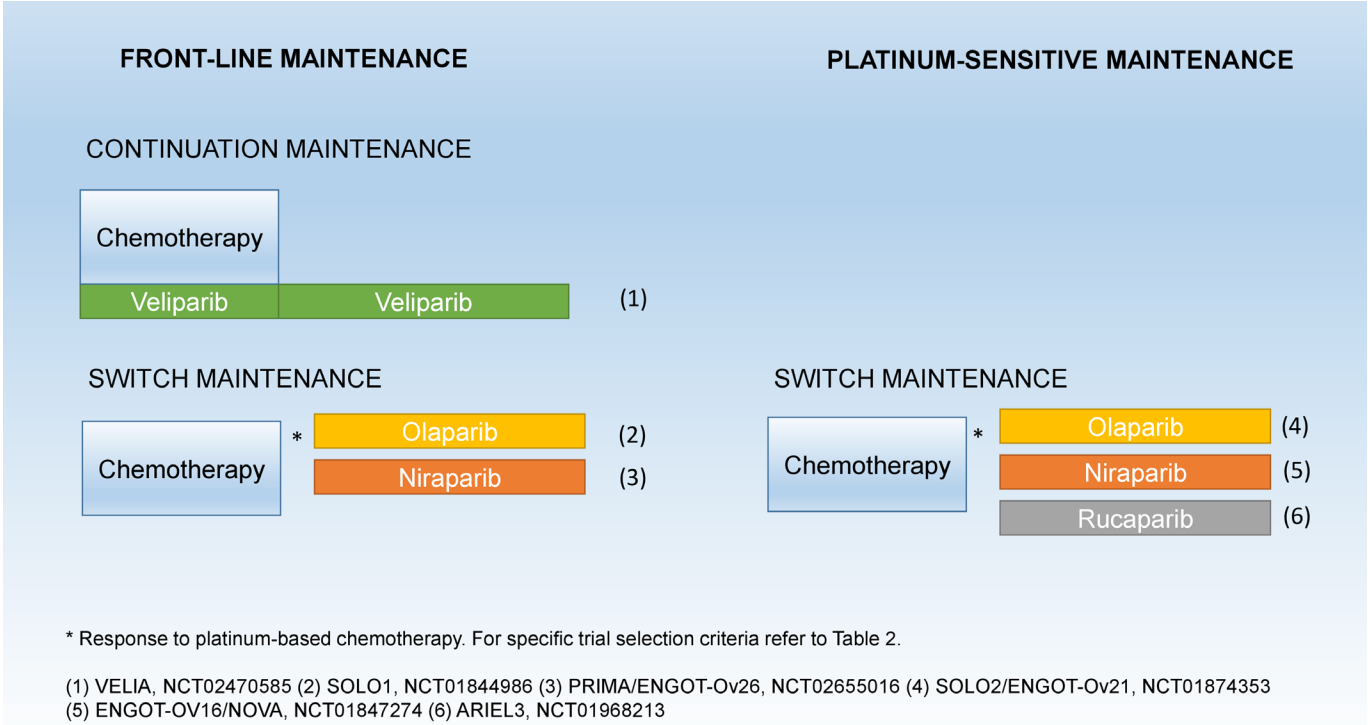 FRONT-LINE MAINTENANCE
PLATINUM-SENSITIVE MAINTENANCE
CONTINUATION MAINTENANCE
Chemotherapy
Veliparib Veliparib (1)
SWITCH MAINTENANCE
Chemotherapy
*
Olaparib (2)
Niraparib (3)
SWITCH MAINTENANCE
Chemotherapy
*
Olaparib (4)
Niraparib (5)
Rucaparib (6)
* Response to platinum-based chemotherapy. For specific trial selection criteria refer to Table 2.
(1) VELIA, NCT02470585 (2) SOLO1, NCT01844986 (3) PRIMA/ENGOT-Ov26, NCT02655016 (4) SOLO2/ENGOT-Ov21, NCT01874353
(5) ENGOT-OV16/NOVA, NCT01847274 (6) ARIEL3, NCT01968213